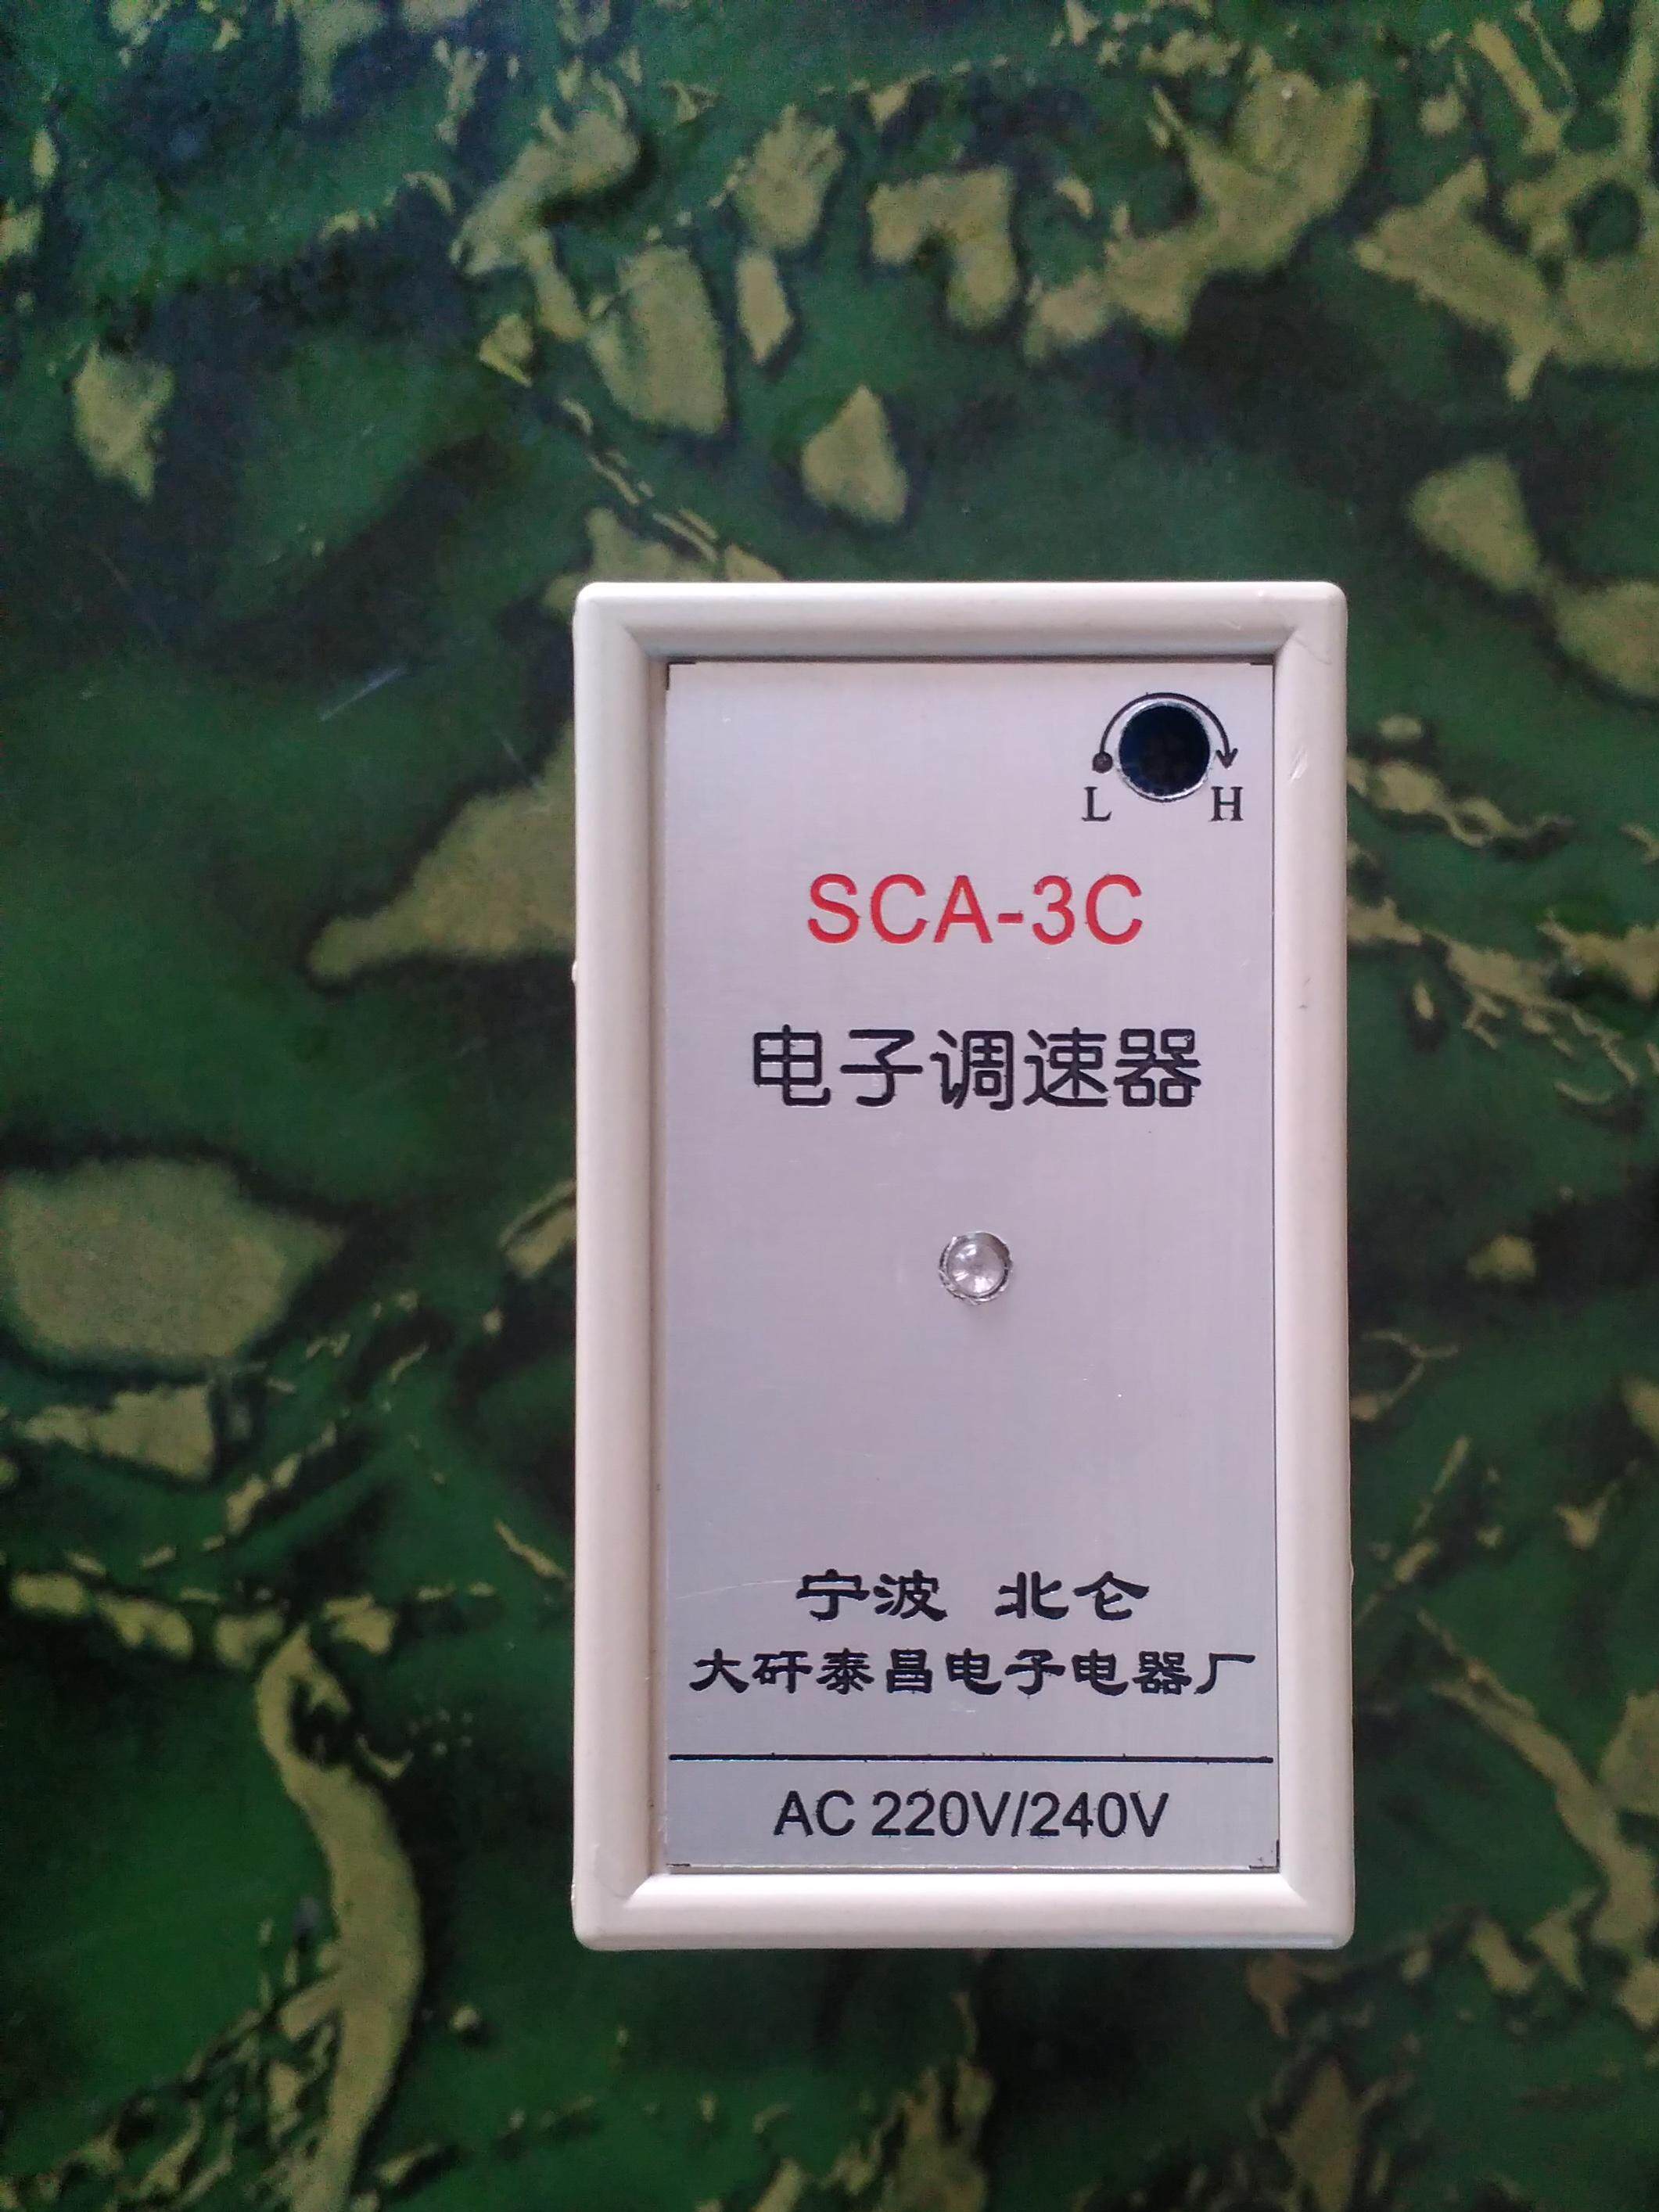 L H
SCA-3C
电子调速器
宁波 北仑
大矸泰昌电子电器厂
AC 220V/240V